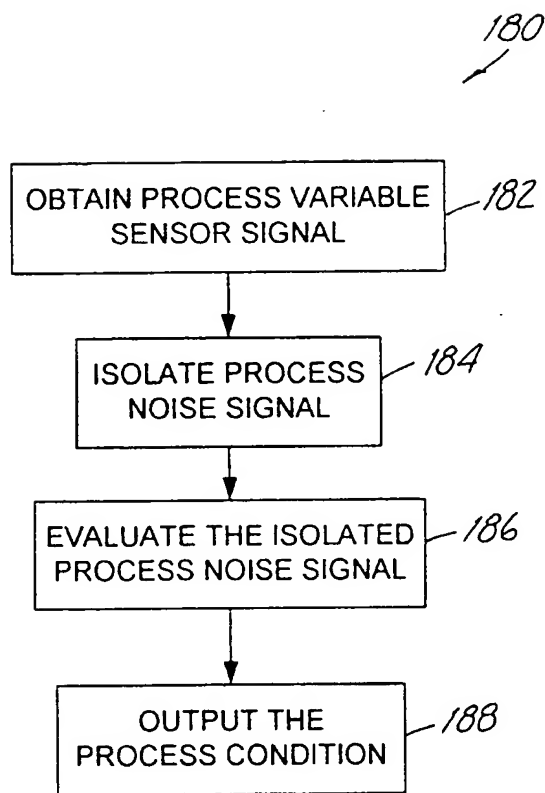 180
OBTAIN PROCESS VARIABLE
SENSOR SIGNAL
182
ISOLATE PROCESS
NOISE SIGNAL
184
EVALUATE THE ISOLATED
PROCESS NOISE SIGNAL
186
OUTPUT THE
PROCESS CONDITION
188